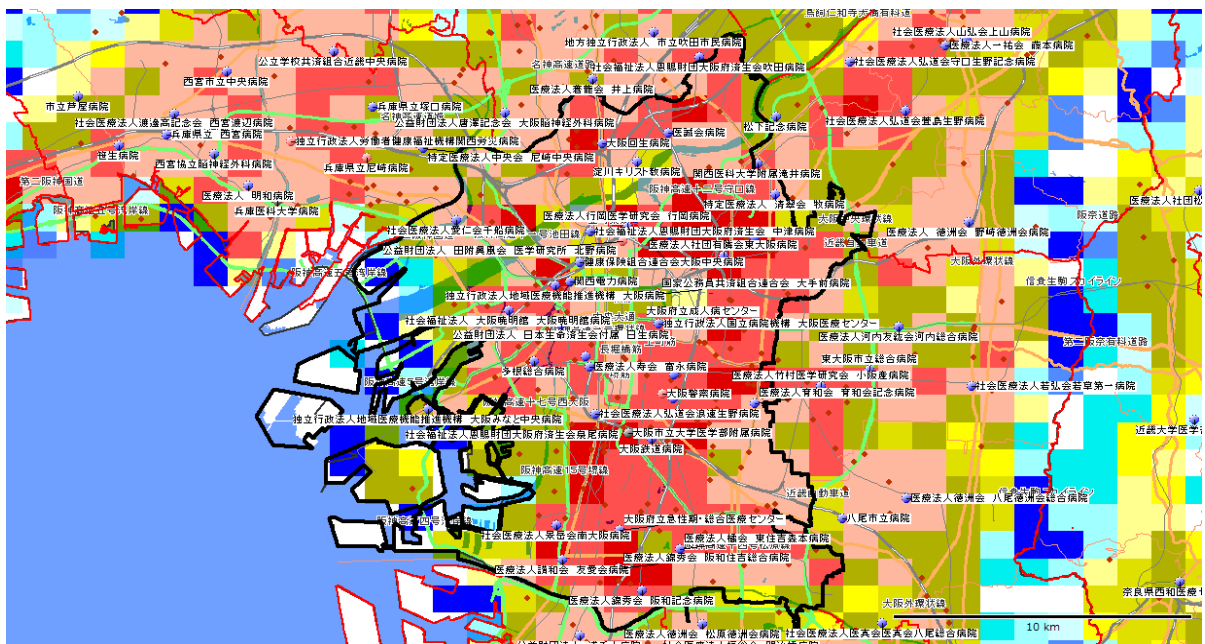 鳥飼仁和寺大橋有料道
社会医療法人山弘会上山病院
地方独立行政法人 市立吹田市民病院
医療法人一祐会 藤本病院
公立学校共済組合近畿中央病院
名神高速道路
社会福祉法人恩賜財団大阪府済生会吹田病院
社会医療法人弘道会守口生野記念病院
西宮市立中央病院
医療法人蒼龍会 井上病院
市立芦屋病院
兵庫県立塚口病院
社会医療法人渡邊高記念会 西宮渡辺病院
公益財団法人唐澤記念会 大阪脳神経外科病院
社会医療法人弘道会萱島生野病院
兵庫県立 西宮病院
医誠会病院
松下記念病院
独立行政法人労働者健康福祉機構関西労災病院
大阪回生病院
笹生病院
西宮協立脳神経外科病院
兵庫県立尼崎病院
特定医療法人中央会 尼崎中央病院
淀川キリスト教病院
関西医科大学附属滝井病院
第二阪神国道
医療法人 明和病院
阪神高速十二号守口線
特定医療法人 清翠会 牧病院
医療法人社団松
兵庫医科大学病院
阪奈道路
社会医療法人愛仁会千船病院
医療法人行岡医学研究会 行岡病院
社会福祉法人恩賜財団大阪府済生会 中津病院
医療法人 徳洲会 野崎徳洲会病院
公益財団法人 田附興風会 医学研究所 北野病院
医療法人社団有隣会東大阪病院
近畿自動車道
健康保険組合連合会大阪中央病院
大阪外環状線
関西電力病院
国家公務員共済組合連合会 大手前病院
信貴生駒スカイライン
独立行政法人地域医療機能推進機構 大阪病院
大阪府立成人病センター
社会福祉法人 大阪暁明館 大阪暁明館病院
独立行政法人国立病院機構 大阪医療センター
公益財団法人 日本生命済生会付属 日生病院
医療法人河内友紘会河内総合病院
第二阪奈有料道路
長堀橋筋
多根総合病院
医療法人寿会 富永病院
東大阪市立総合病院
医療法人竹村医学研究会 小阪産病院
社会医療法人若弘会若草第一病院
大阪警察病院
医療法人育和会 育和会記念病院
阪神高速十七号西大阪
独立行政法人地域医療機能推進機構 大阪みなと中央病院
社会医療法人弘道会浪速生野病院
近畿大学医学
社会福祉法人恩賜財団大阪府済生会泉尾病院
大阪市立大学医学部附属病院
大阪鉄道病院
阪神高速15号堺線
近畿自動車道
医療法人徳洲会 八尾徳洲会総合病院
大阪府立急性期・総合医療センター
八尾市立病院
社会医療法人景岳会南大阪病院
医療法人橘会 東住吉森本病院
医療法人錦秀会 阪和住吉総合病院
医療法人讃和会 友愛会病院
奈良県西和医療セ
医療法人錦秀会 阪和記念病院
大阪外環状線
10 km
医療法人徳洲会 松原徳洲会病院
社会医療法人医真会医真会八尾総合病院